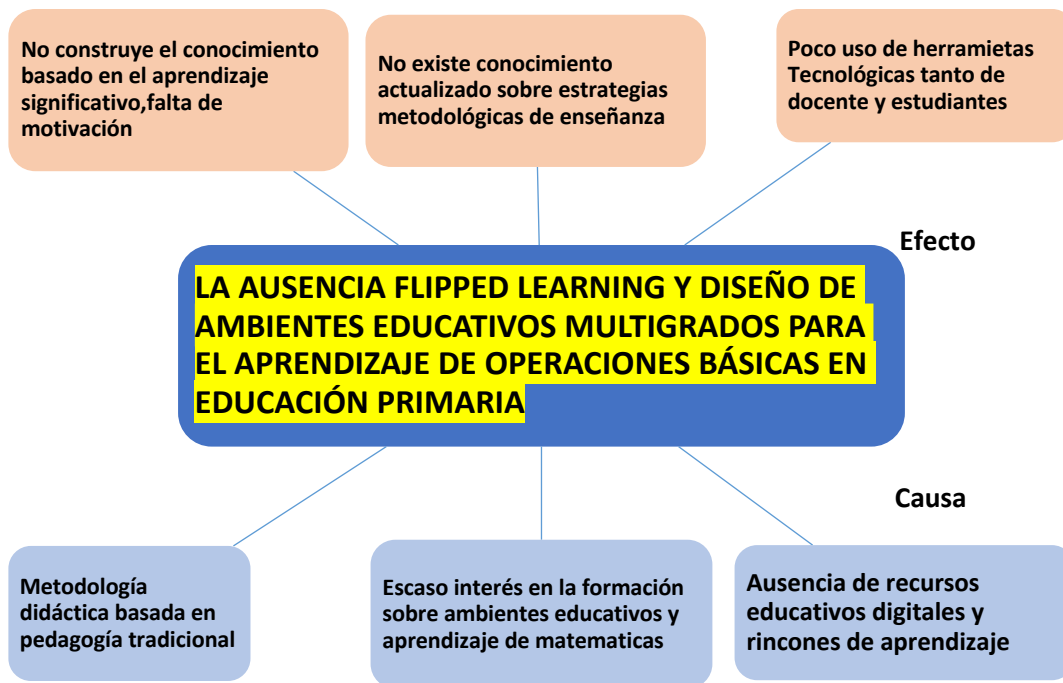 No construye el conocimiento
basado en el aprendizaje
significativo,falta de
motivación
No existe conocimiento
actualizado sobre estrategias
metodológicas de enseñanza
Poco uso de herramietas
Tecnológicas tanto de
docente y estudiantes
Efecto
LA AUSENCIA FLIPPED LEARNING Y DISEÑO DE
AMBIENTES EDUCATIVOS MULTIGRADOS PARA
EL APRENDIZAJE DE OPERACIONES BÁSICAS EN
EDUCACIÓN PRIMARIA
Causa
Metodología
didáctica basada en
pedagogía tradicional
Escaso interés en la formación
sobre ambientes educativos y
aprendizaje de matematicas
Ausencia de recursos
educativos digitales y
rincones de aprendizaje